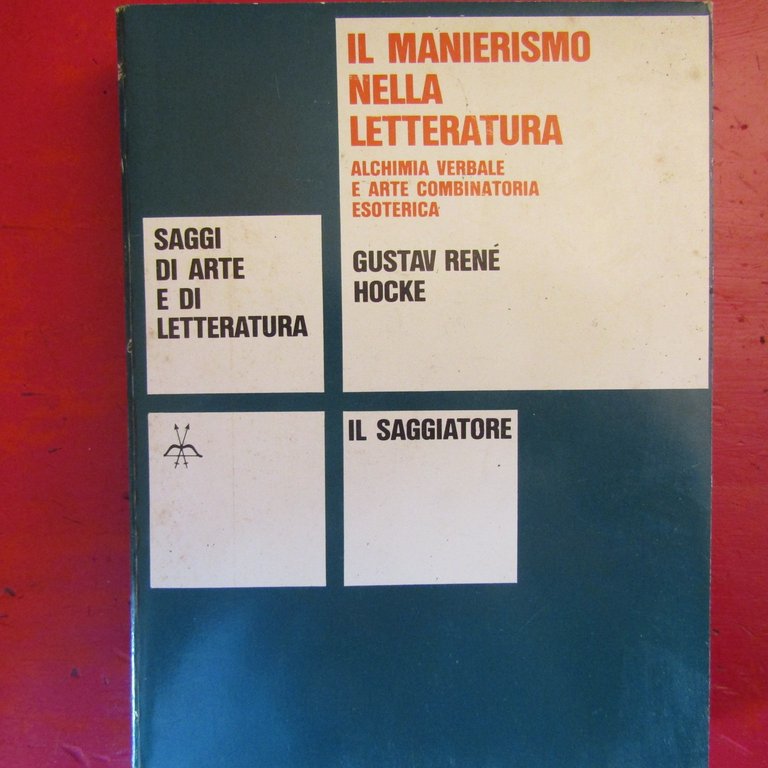 IL MANIERISMO
NELLA
LETTERATURA
ALCHIMIA VERBALE
E ARTE COMBINATORIA
ESOTERICA
GUSTAV RENÉ
HOCKE
SAGGI
DI ARTE
E DI
LETTERATURA
IL SAGGIATORE